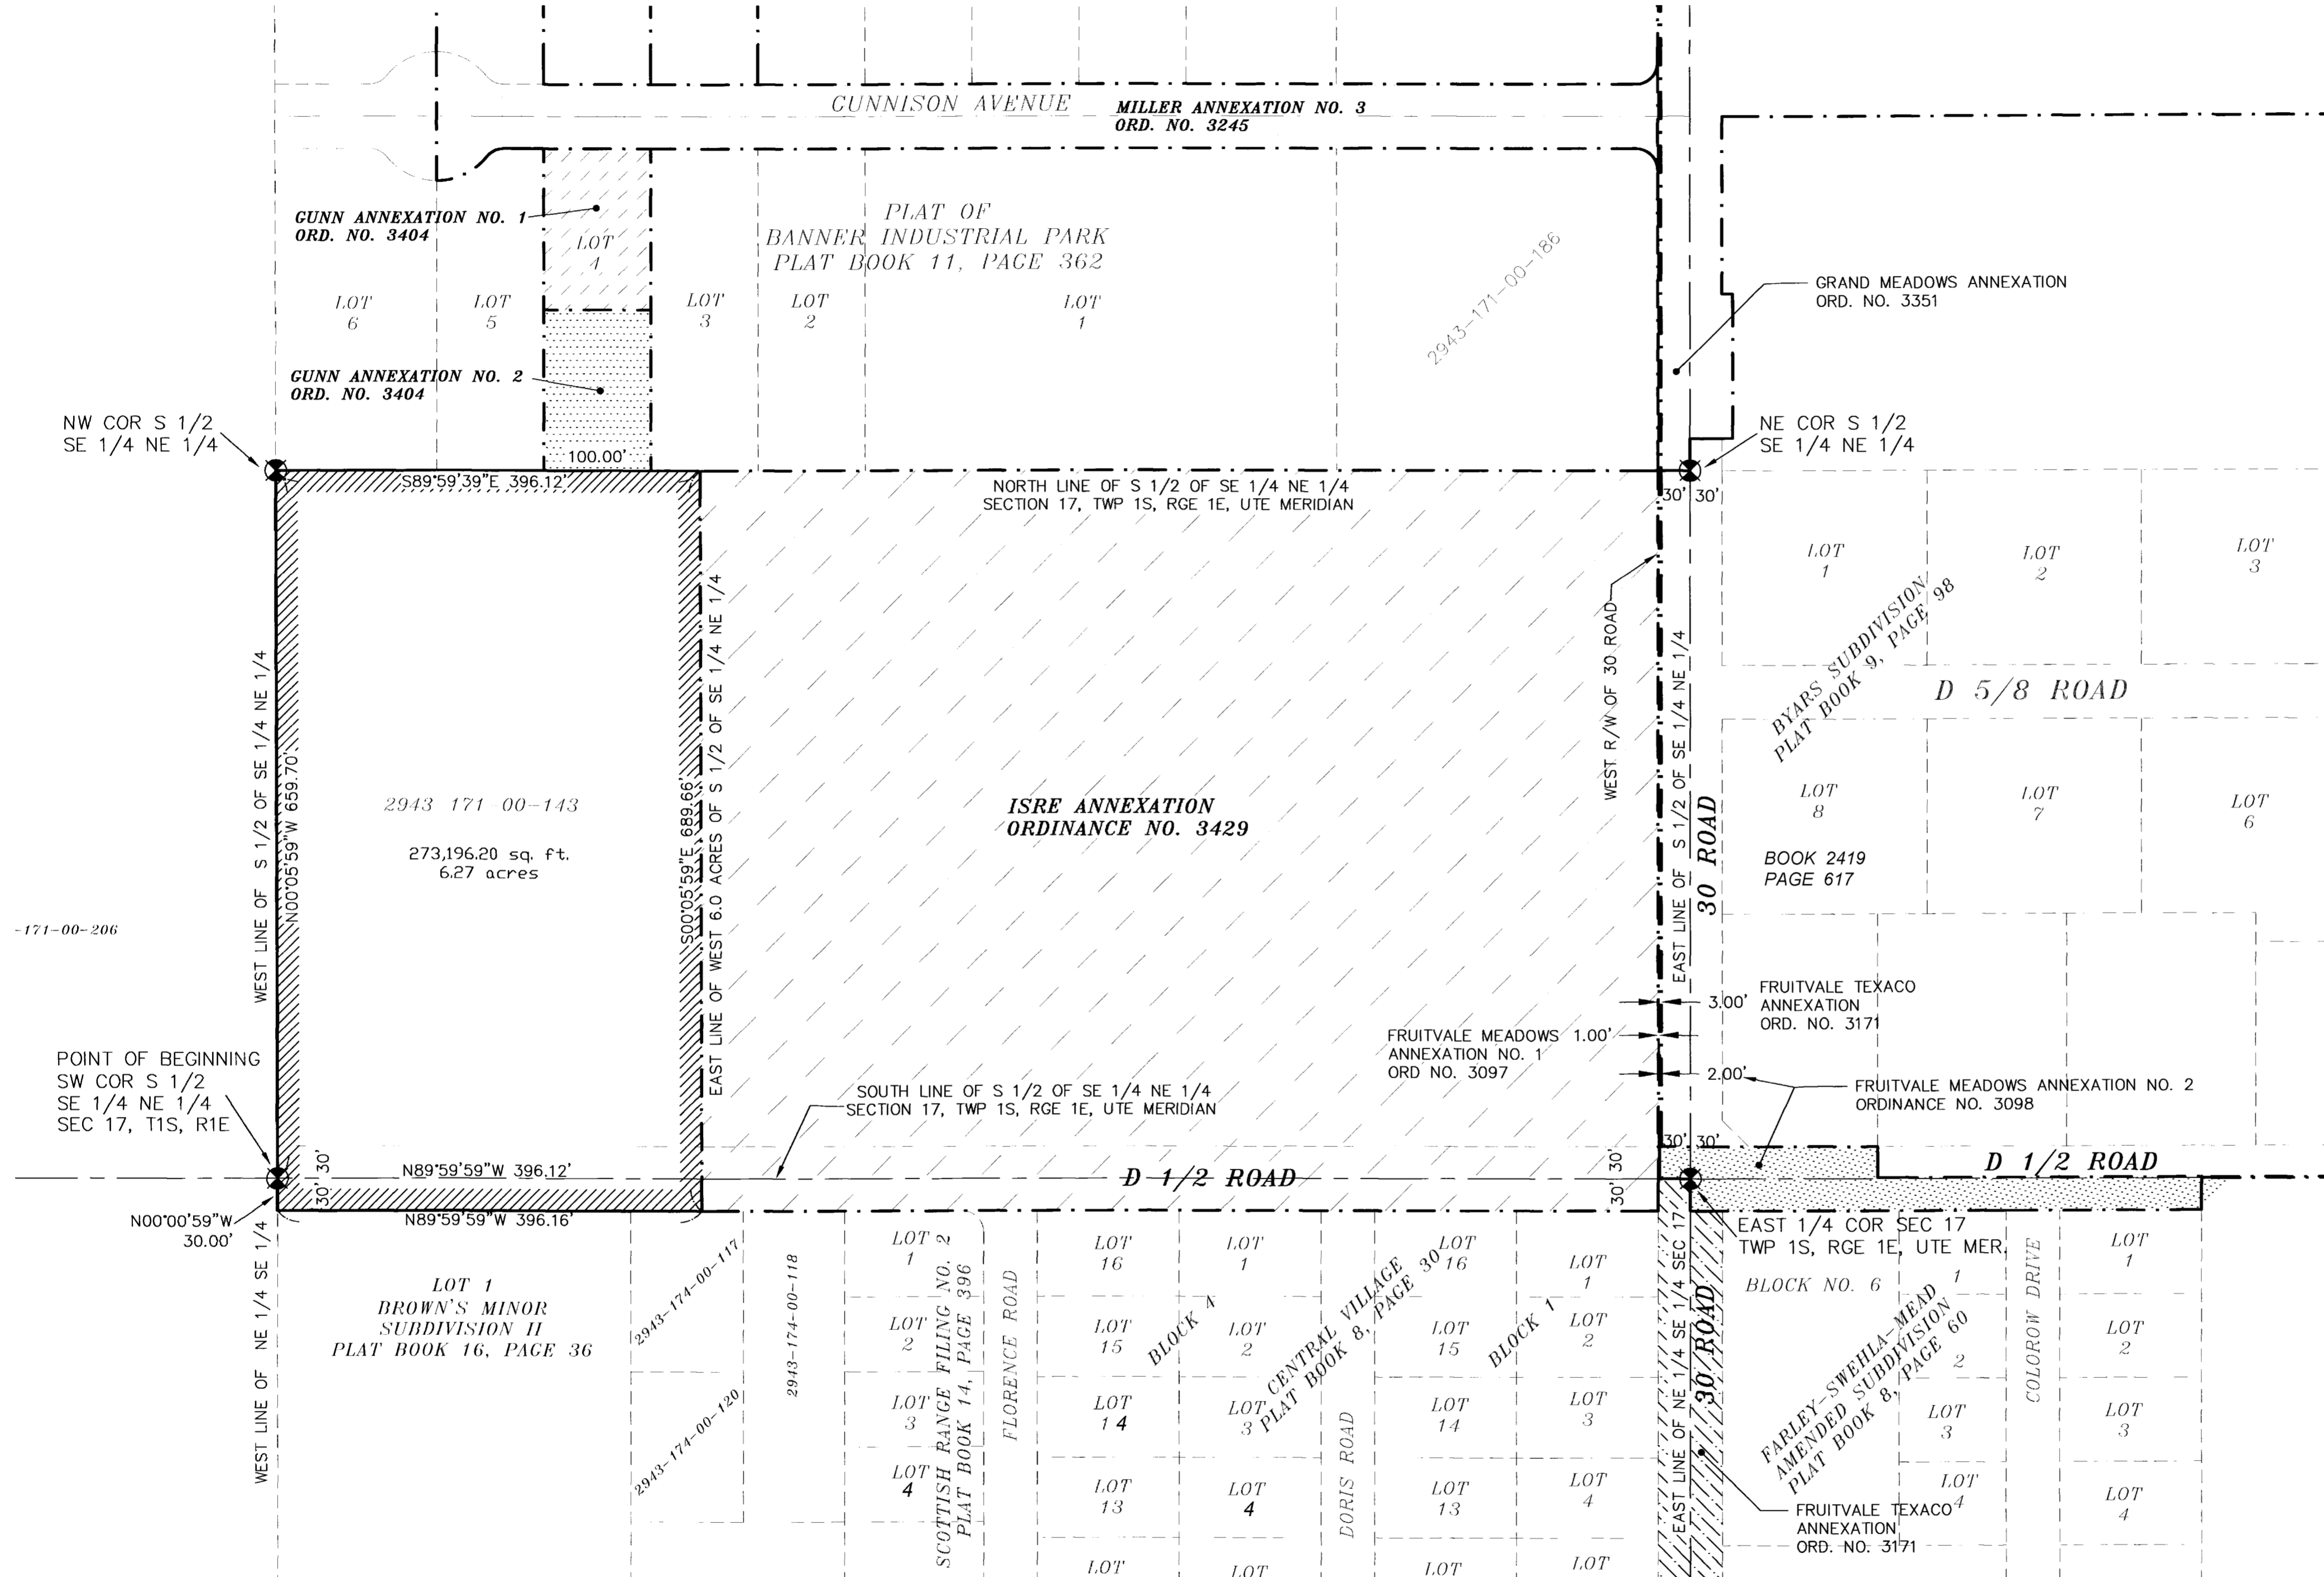 GUNNISON AVENUE
MILLER ANNEXATION NO. 3
ORD. NO. 3245
GUNN ANNEXATION NO. 1
ORD. NO. 3404
LOT
4
PLAT OF
BANNER INDUSTRIAL PARK
PLAT BOOK 11, PAGE 362
2943-171-00-186
GRAND MEADOWS ANNEXATION
ORD. NO. 3351
LOT
6
LOT
5
LOT
3
LOT
2
LOT
1
GUNN ANNEXATION NO. 2
ORD. NO. 3404
NW COR S 1/2
SE 1/4 NE 1/4
NE COR S 1/2
SE 1/4 NE 1/4
100.00'
S89°59'39"E 396.12'
NORTH LINE OF S 1/2 OF SE 1/4 NE 1/4
SECTION 17, TWP 1S, RGE 1E, UTE MERIDIAN
30' 30'
LOT
1
LOT
2
LOT
3
BYARS SUBDIVISION
PLAT BOOK 9, PAGE 98
D 5/8 ROAD
WEST LINE OF S 1/2 OF SE 1/4 NE 1/4
N00°05'59"W 659.70'
2943 171-00-143
273,196.20 sq. ft.
6.27 acres
S00°05'59"E 689.66'
EAST LINE OF WEST 6.0 ACRES OF S 1/2 OF SE 1/4 NE 1/4
ISRE ANNEXATION
ORDINANCE NO. 3429
WEST R/W OF 30 ROAD
EAST LINE OF S 1/2 OF SE 1/4 NE 1/4
30 ROAD
LOT
8
LOT
7
LOT
6
BOOK 2419
PAGE 617
-171-00-206
3.00'
FRUITVALE TEXACO
ANNEXATION
ORD. NO. 3171
FRUITVALE MEADOWS 1.00'
ANNEXATION NO. 1
ORD NO. 3097
2.00'
FRUITVALE MEADOWS ANNEXATION NO. 2
ORDINANCE NO. 3098
POINT OF BEGINNING
SW COR S 1/2
SE 1/4 NE 1/4
SEC 17, T1S, R1E
SOUTH LINE OF S 1/2 OF SE 1/4 NE 1/4
SECTION 17, TWP 1S, RGE 1E, UTE MERIDIAN
30' 30'
30' 30'
N89°59'59"W 396.12'
D 1/2 ROAD
30' 30'
D 1/2 ROAD
N89°59'59"W 396.16'
N00°00'59"W
30.00'
EAST 1/4 COR SEC 17
TWP 1S, RGE 1E, UTE MER.
WEST LINE OF NE 1/4 SE 1/4
LOT 1
BROWN'S MINOR
SUBDIVISION II
PLAT BOOK 16, PAGE 36
2943-174-00-117
2943-174-00-120
2943-174-00-118
LOT
1
LOT
2
LOT
3
LOT
4
SCOTTISH RANGE FILING NO. 2
PLAT BOOK 14, PAGE 396
FLORENCE ROAD
LOT
16
LOT
15
LOT
14
LOT
13
LOT
BLOCK 4
LOT
1
LOT
2
LOT
3
LOT
4
LOT
CENTRAL VILLAGE
PLAT BOOK 8, PAGE 30
DORIS ROAD
LOT
16
LOT
15
LOT
14
LOT
13
LOT
BLOCK 1
LOT
1
LOT
2
LOT
3
LOT
4
LOT
EAST LINE OF NE 1/4 SE 1/4 SEC 17
30 ROAD
BLOCK NO. 6
FARLEY-SWEHLA-MEAD
AMENDED SUBDIVISION
PLAT BOOK 8, PAGE 60
1
2
LOT
3
LOT
4
COLOROW DRIVE
LOT
1
LOT
2
LOT
3
LOT
4
FRUITVALE TEXACO
ANNEXATION
ORD. NO. 3171